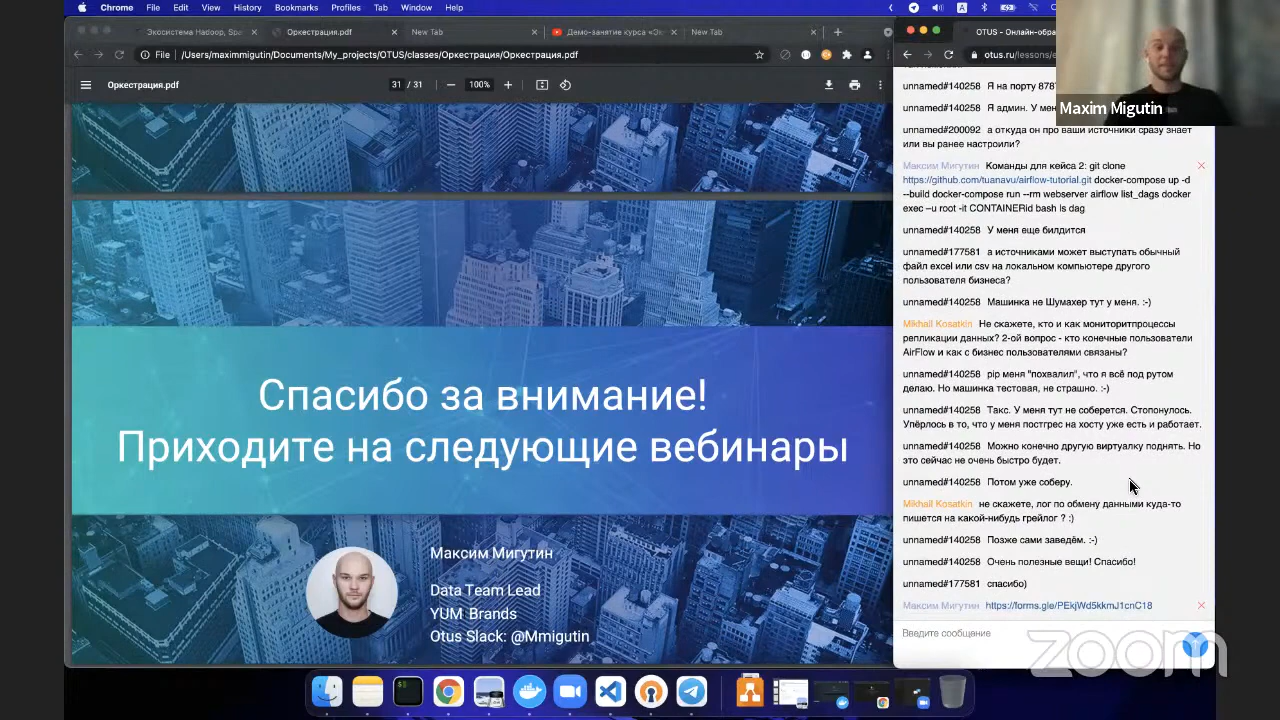 Chrome File Edit View History Bookmarks Profiles Tab Window Help
Экосистема Hadoop, Spa
Оркестрация.pdf
New Tab
Демо-занятие курса «Эк
New Tab
OTUS - Онлайн-обра
File /Users/maximmigutin/Documents/My_projects/OTUS/classes/Оркестрация/Оркестрация.pdf
otus.ru/lessons/e
Оркестрация.pdf
31 / 31
100%
Спасибо за внимание!
Приходите на следующие вебинары
Максим Мигутин
Data Team Lead
YUM Brands
Otus Slack: @Mmigutin
Maxim Migutin
unnamed#140258 Я на порту 878
unnamed#140258 Я админ. У мен
unnamed#200092 а откуда он про ваши источники сразу знает
или вы ранее настроили?
Максим Мигутин Команды для кейса 2: git clone
https://github.com/tuanavu/airflow-tutorial.git docker-compose up -d
--build docker-compose run --rm webserver airflow list_dags docker
exec –u root -it CONTAINERid bash ls dag
unnamed#140258 У меня еще билдится
unnamed#177581 а источниками может выступать обычный
файл excel или csv на локальном компьютере другого
пользователя бизнеса?
unnamed#140258 Машинка не Шумахер тут у меня. :-)
Mikhail Kosatkin Не скажете, кто и как мониторитпроцессы
репликации данных? 2-ой вопрос - кто конечные пользователи
AirFlow и как с бизнес пользователями связаны?
unnamed#140258 pip меня "похвалил", что я всё под рутом
делаю. Но машинка тестовая, не страшно. :-)
unnamed#140258 Такс. У меня тут не соберется. Стопонулось.
Упёрлось в то, что у меня постгрес на хосту уже есть и работает.
unnamed#140258 Можно конечно другую виртуалку поднять. Но
это сейчас не очень быстро будет.
unnamed#140258 Потом уже соберу.
Mikhail Kosatkin не скажете, лог по обмену данными куда-то
пишется на какой-нибудь грейлог ? :)
unnamed#140258 Позже сами заведём. :-)
unnamed#140258 Очень полезные вещи! Спасибо!
unnamed#177581 спасибо)
Максим Мигутин https://forms.gle/PEkjWd5kkmJ1cnC18
Введите сообщение
zoom